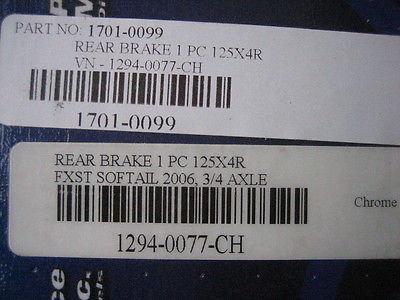 PART NO: 1701-0099
REAR BRAKE 1 PC 125X4R
VN - 1294-0077-CH
1701-0099
REAR BRAKE 1 PC 125X4R
FXST SOFTAIL 2006, 3/4 AXLE
Chrome
1294-0077-CH
ce
c.